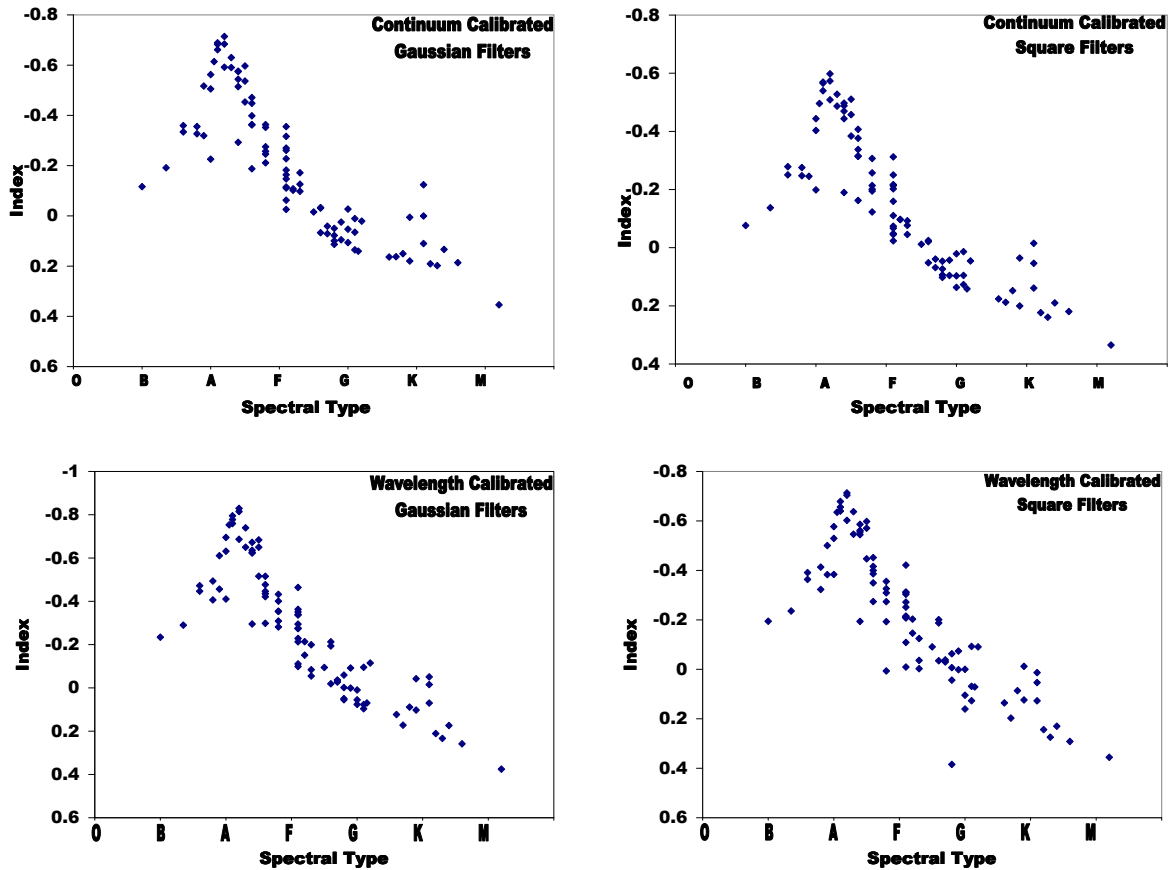 Continuum Calibrated
Gaussian Filters
-0.8
-0.6
-0.4
-0.2
0
0.2
0.4
0.6
Index
O B A F G K M
Spectral Type
Continuum Calibrated
Square Filters
-0.8
-0.6
-0.4
-0.2
0
0.2
0.4
Index
O B A F G K M
Spectral Type
Wavelength Calibrated
Gaussian Filters
-1
-0.8
-0.6
-0.4
-0.2
0
0.2
0.4
0.6
Index
O B A F G K M
Spectral Type
Wavelength Calibrated
Square Filters
-0.8
-0.6
-0.4
-0.2
0
0.2
0.4
0.6
Index
O B A F G K M
Spectral Type